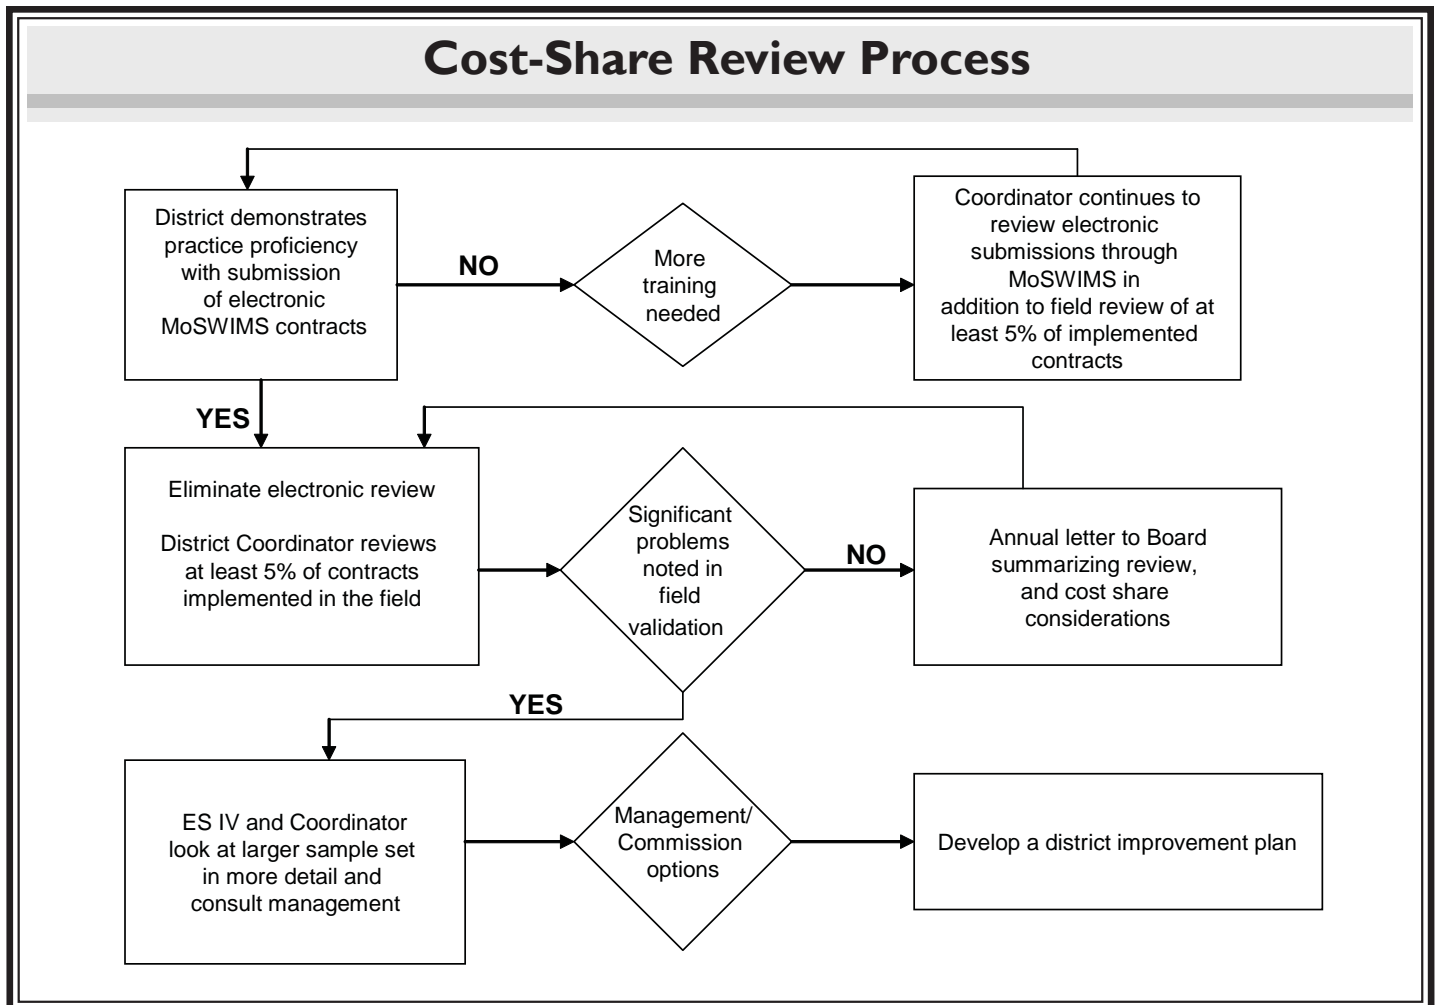 Cost-Share Review Process
District demonstrates
practice proficiency
with submission
of electronic
MoSWIMS contracts
NO
More
training
needed
Coordinator continues to
review electronic
submissions through
MoSWIMS in
addition to field review of at
least 5% of implemented
contracts
YES
Eliminate electronic review
District Coordinator reviews
at least 5% of contracts
implemented in the field
Significant
problems
noted in
field
validation
NO
Annual letter to Board
summarizing review,
and cost share
considerations
YES
ES IV and Coordinator
look at larger sample set
in more detail and
consult management
Management/
Commission
options
Develop a district improvement plan